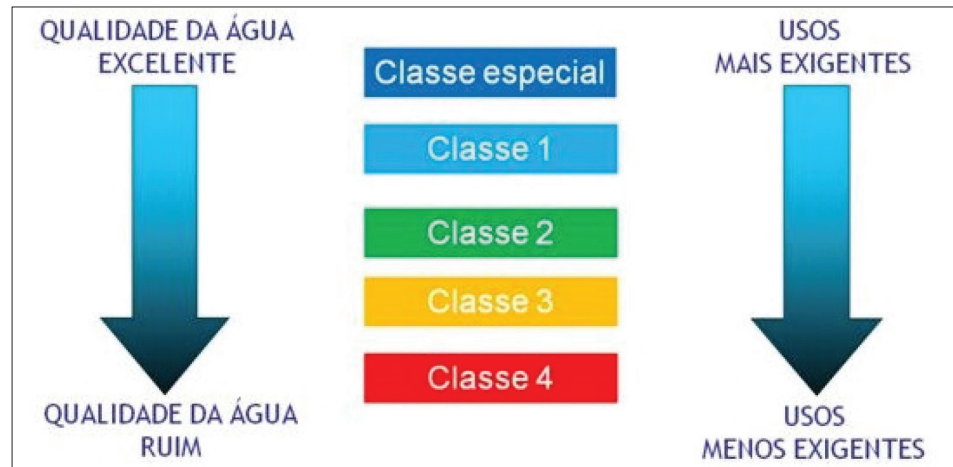 QUALIDADE DA ÁGUA
EXCELENTE
USOS
MAIS EXIGENTES
Classe especial
Classe 1
Classe 2
Classe 3
Classe 4
QUALIDADE DA ÁGUA
RUIM
USOS
MENOS EXIGENTES